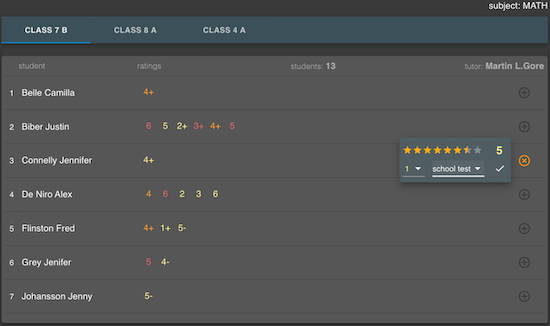 subject: MATH
CLASS 7 B CLASS 8 A CLASS 4 A
student ratings students: 13 tutor: Martin L.Gore
1 Belle Camilla 4+
2 Biber Justin 6 5 2+ 3+ 4+ 5
5
3 Connelly Jennifer 4+
1 school test
4 De Niro Alex 4 6 2 3 6
5 Flinston Fred 4+ 1+ 5-
6 Grey Jenifer 5 4-
7 Johansson Jenny 5-